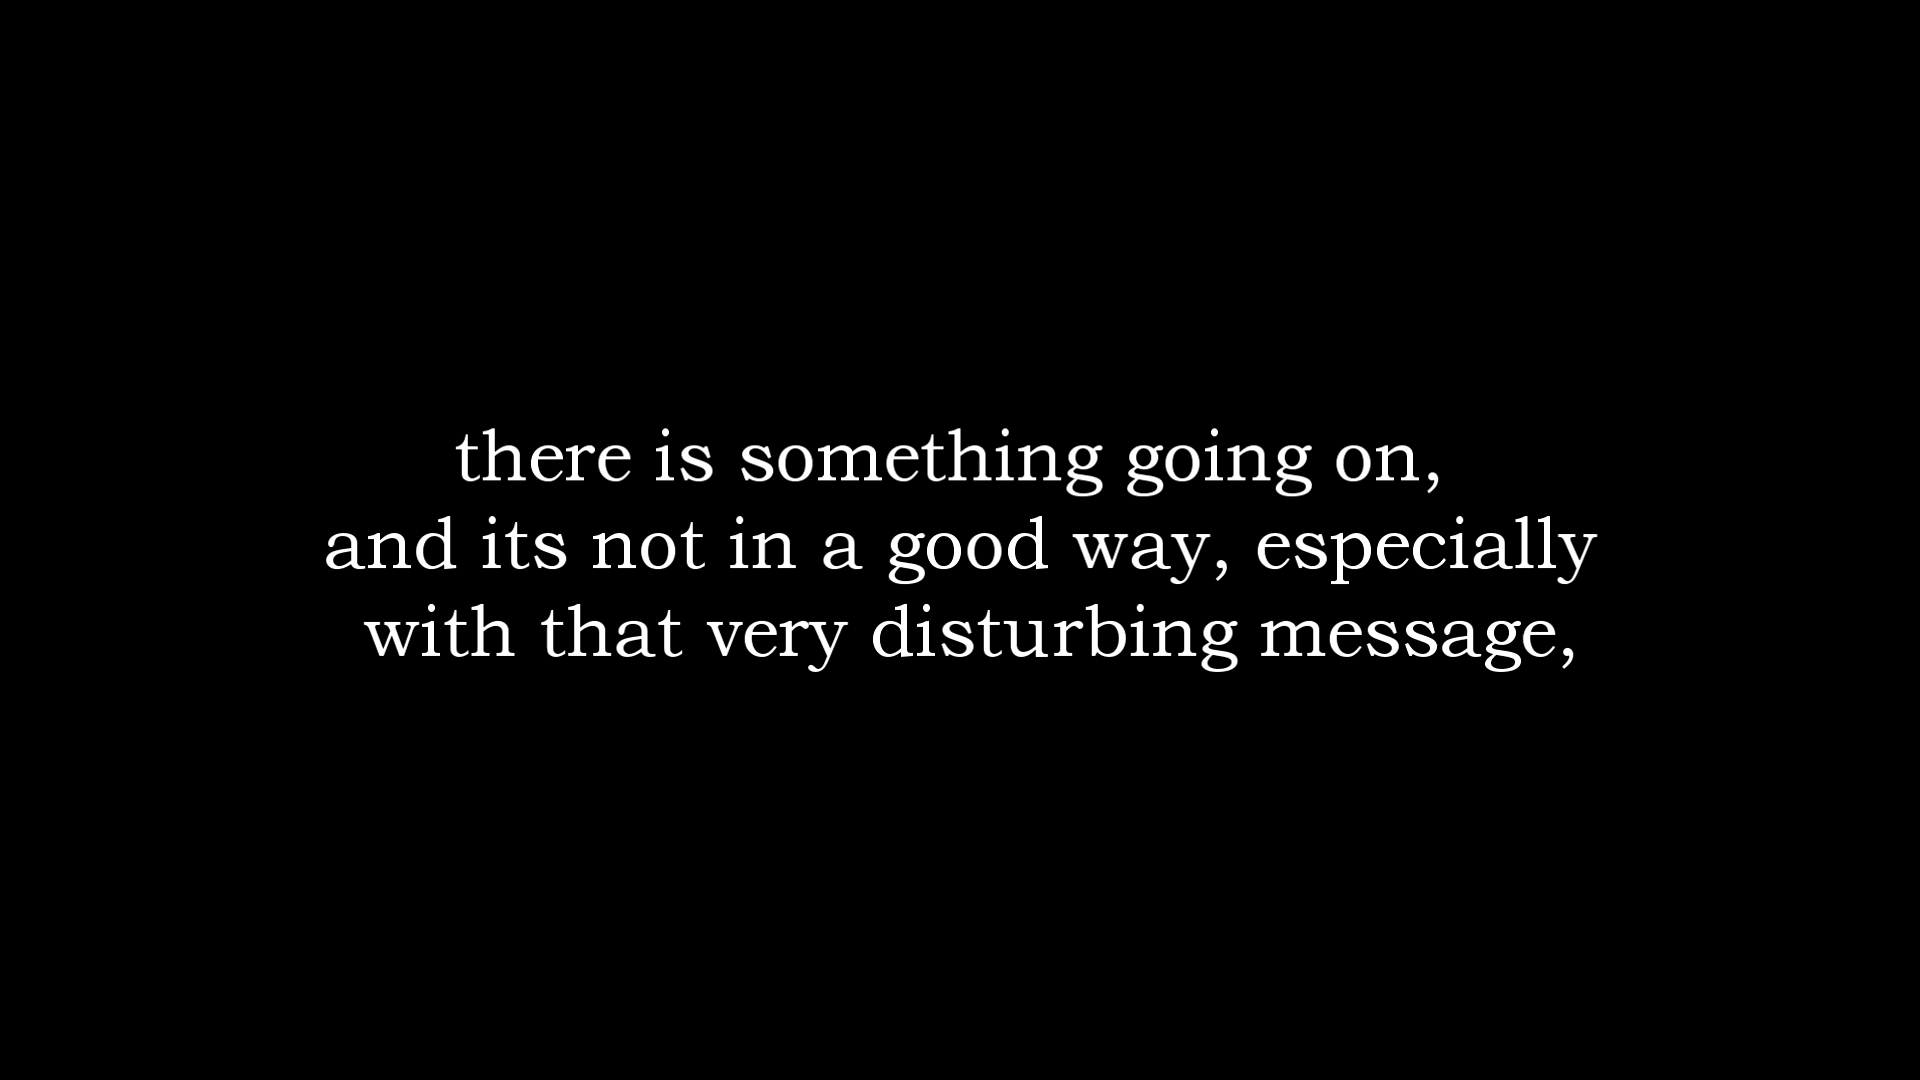 there is something going on,
and its not in a good way, especially
with that very disturbing message,